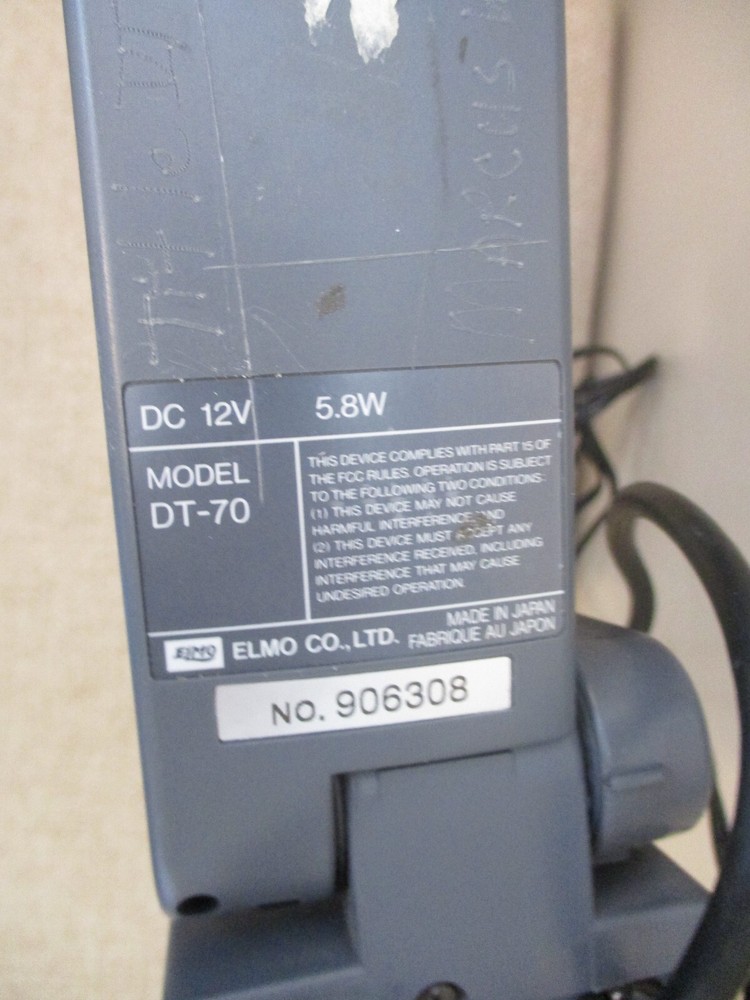 MARCUS
DC 12V 5.8W
MODEL
DT-70
THIS DEVICE COMPLIES WITH PART 15 OF
THE FCC RULES. OPERATION IS SUBJECT
TO THE FOLLOWING TWO CONDITIONS:
(1) THIS DEVICE MAY NOT CAUSE
HARMFUL INTERFERENCE AND
(2) THIS DEVICE MUST ACCEPT ANY
INTERFERENCE RECEIVED, INCLUDING
INTERFERENCE THAT MAY CAUSE
UNDESIRED OPERATION.
ELMO ELMO CO., LTD.
MADE IN JAPAN
FABRIQUE AU JAPON
NO. 906308